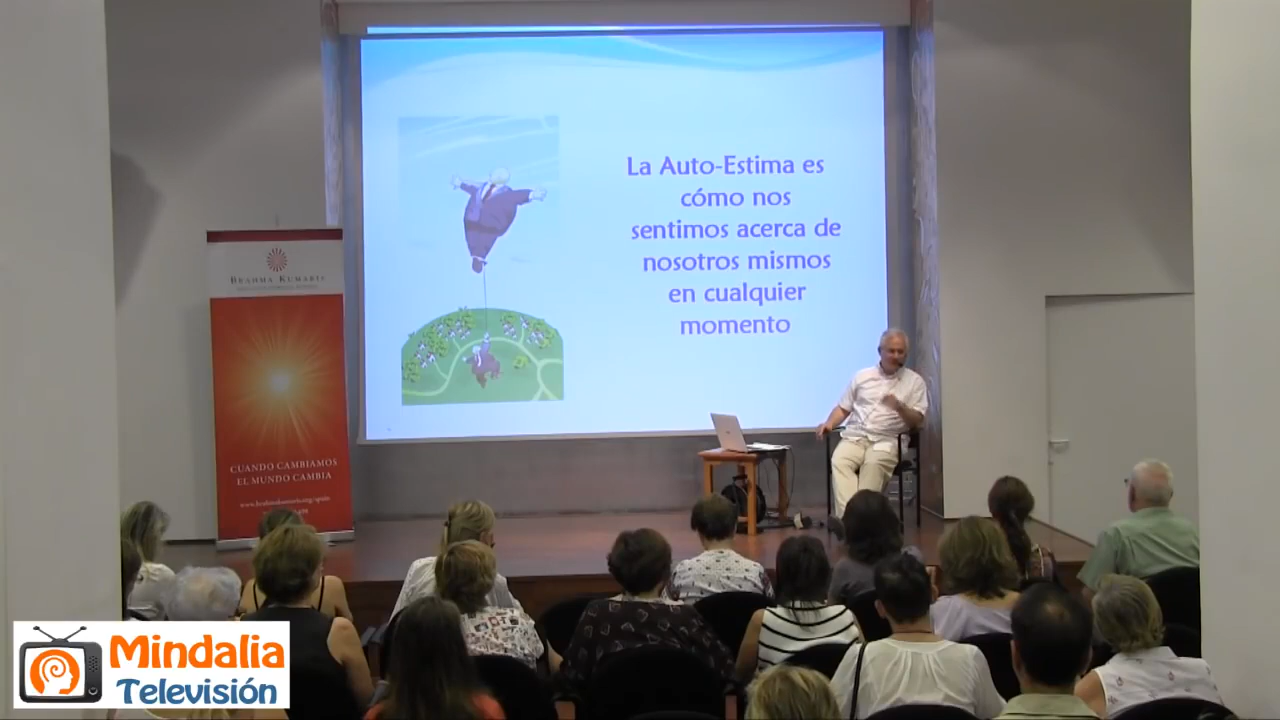 La Auto-Estima es
cómo nos
sentimos acerca de
nosotros mismos
en cualquier
momento
BRAHMA KUMARIS
CUANDO CAMBIAMOS
EL MUNDO CAMBIA
Mindalia
Televisión